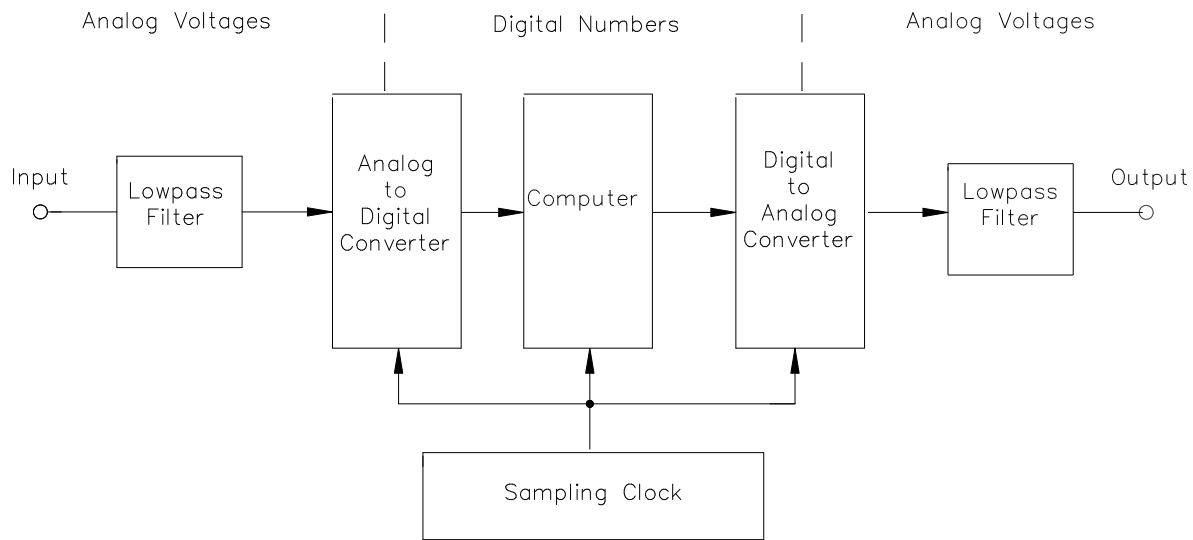 Analog Voltages
Digital Numbers
Analog Voltages
Input
Lowpass
Filter
Analog
to
Digital
Converter
Computer
Digital
to
Analog
Converter
Lowpass
Filter
Output
Sampling Clock